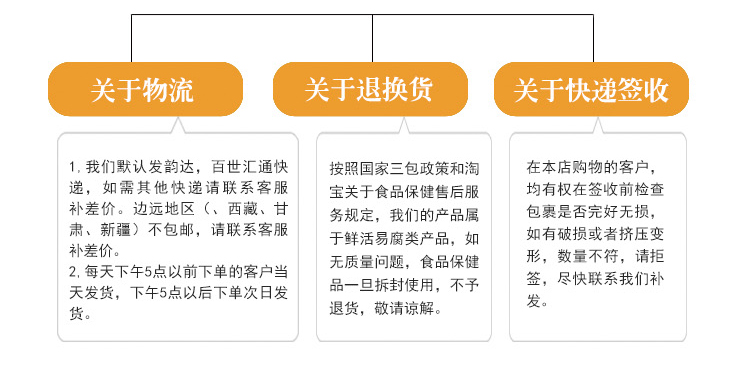 关于物流
1, 我们默认发韵达，百世汇通快
递，如需其他快递请联系客服
补差价。边远地区（、西藏、甘
肃、新疆）不包邮，请联系客服
补差价。
2, 每天下午5点以前下单的客户当
天发货，下午5点以后下单次日发
货。
关于退换货
按照国家三包政策和淘
宝关于食品保健售后服
务规定，我们的产品属
于鲜活易腐类产品，如
无质量问题，食品保健
品一旦拆封使用，不予
退货，敬请谅解。
关于快递签收
在本店购物的客户，
均有权在签收前检查
包裹是否完好无损，
如有破损或者挤压变
形，数量不符，请拒
签，尽快联系我们补
发。